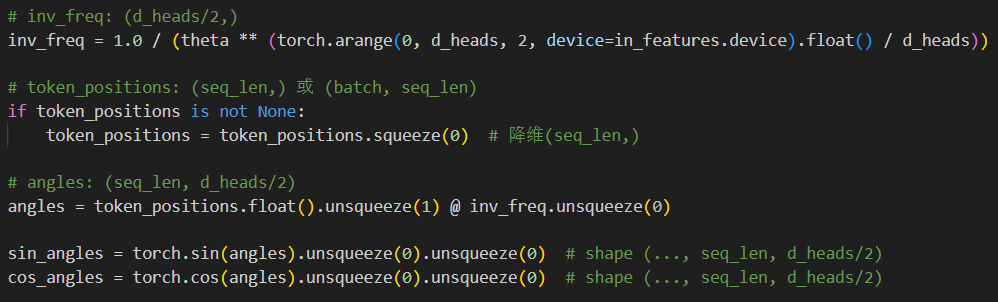 # inv_freq: (d_heads/2,)
inv_freq = 1.0 / (theta ** (torch.arange(0, d_heads, 2, device=in_features.device).float() / d_heads))
# token_positions: (seq_len,) 或 (batch, seq_len)
if token_positions is not None:
    token_positions = token_positions.squeeze(0)  # 降维(seq_len,)
# angles: (seq_len, d_heads/2)
angles = token_positions.float().unsqueeze(1) @ inv_freq.unsqueeze(0)
sin_angles = torch.sin(angles).unsqueeze(0).unsqueeze(0)  # shape (..., seq_len, d_heads/2)
cos_angles = torch.cos(angles).unsqueeze(0).unsqueeze(0)  # shape (..., seq_len, d_heads/2)